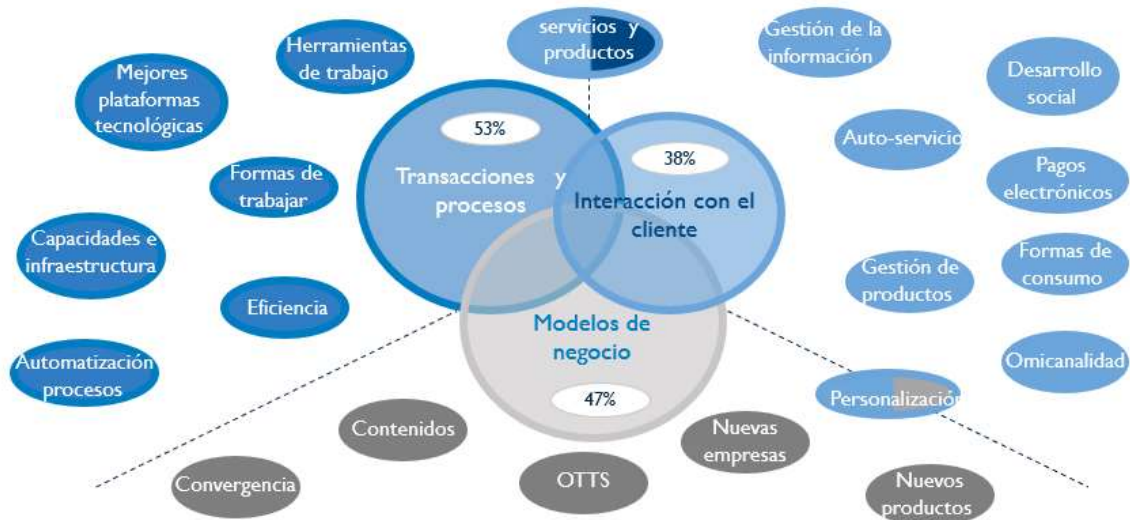 Herramientas
de trabajo
servicios y
productos
Gestión de la
información
Mejores
plataformas
tecnológicas
Desarrollo
social
53%
Auto-servicio
38%
Formas de
trabajar
Transacciones y
procesos
Pagos
electrónicos
Interacción con el
cliente
Capacidades e
infraestructura
Gestión de
productos
Formas de
consumo
Eficiencia
Modelos de
negocio
Automatización
procesos
Omicanalidad
47%
Personalización
Contenidos
Nuevas
empresas
Convergencia
OTTS
Nuevos
productos